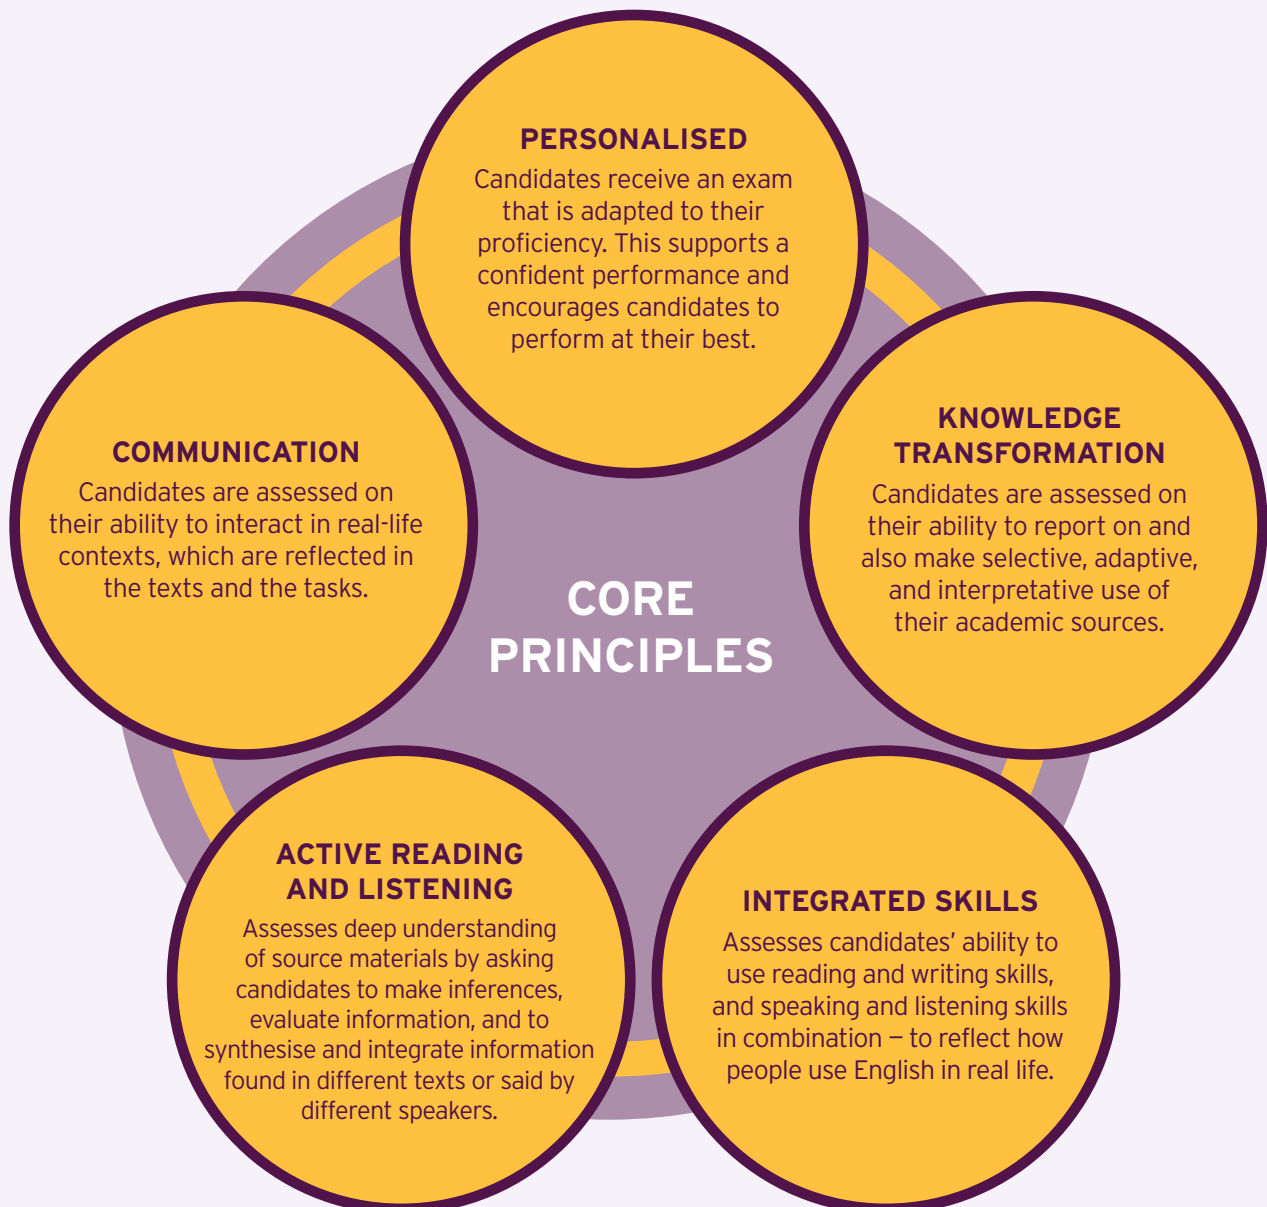 PERSONALISED
Candidates receive an exam
that is adapted to their
proficiency. This supports a
confident performance and
encourages candidates to
perform at their best.
KNOWLEDGE
TRANSFORMATION
Candidates are assessed on
their ability to report on and
also make selective, adaptive,
and interpretative use of
their academic sources.
COMMUNICATION
Candidates are assessed on
their ability to interact in real-life
contexts, which are reflected in
the texts and the tasks.
CORE
PRINCIPLES
ACTIVE READING
AND LISTENING
Assesses deep understanding
of source materials by asking
candidates to make inferences,
evaluate information, and to
synthesise and integrate information
found in different texts or said by
different speakers.
INTEGRATED SKILLS
Assesses candidates’ ability to
use reading and writing skills,
and speaking and listening skills
in combination – to reflect how
people use English in real life.